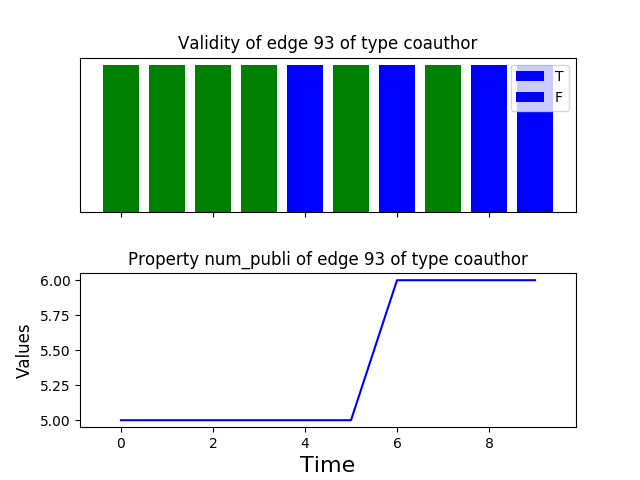 Validity of edge 93 of type coauthor
T
F
Property num_publi of edge 93 of type coauthor
6.00
5.75
5.50
5.25
5.00
Values
0 2 4 6 8
Time